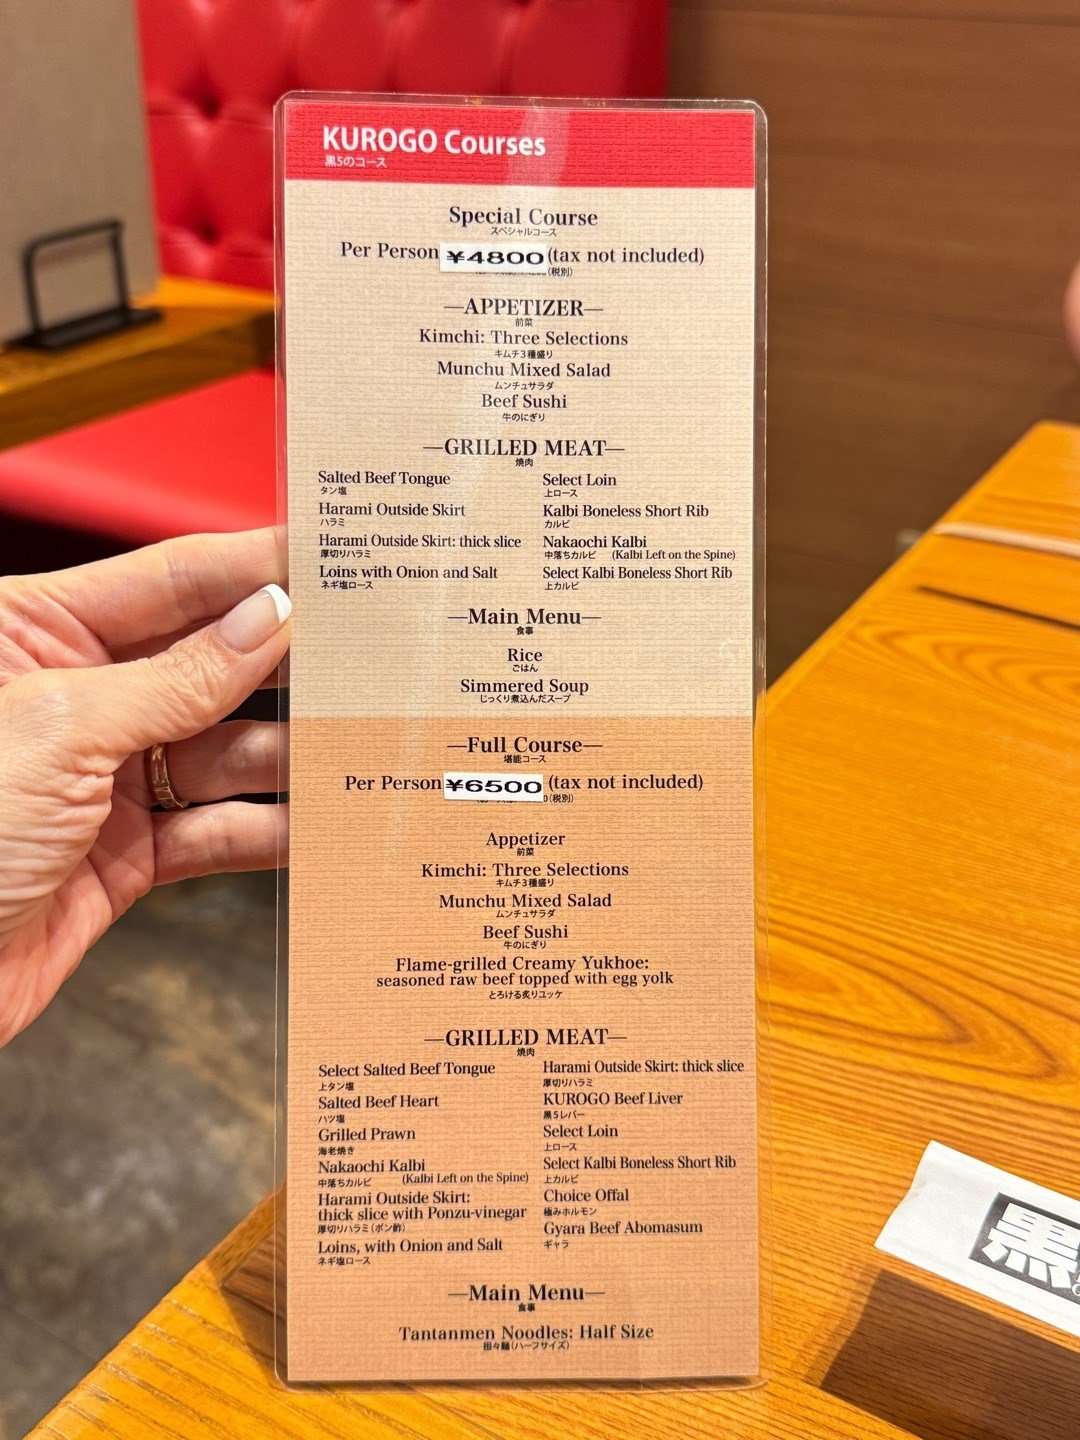 KUROGO Courses
黒5のコース
Special Course
スペシャルコース
Per Person ¥4800 (tax not included)
(税別)
—APPETIZER—
前菜
Kimchi: Three Selections
キムチ3種盛り
Munchu Mixed Salad
ムンチュサラダ
Beef Sushi
牛のにぎり
—GRILLED MEAT—
焼肉
Salted Beef Tongue
タン塩
Harami Outside Skirt
ハラミ
Harami Outside Skirt: thick slice
厚切りハラミ
Loins with Onion and Salt
ネギ塩ロース
Select Loin
上ロース
Kalbi Boneless Short Rib
カルビ
Nakaochi Kalbi
中落ちカルビ (Kalbi Left on the Spine)
Select Kalbi Boneless Short Rib
上カルビ
—Main Menu—
食事
Rice
ごはん
Simmered Soup
じっくり煮込んだスープ
—Full Course—
堪能コース
Per Person ¥6500 (tax not included)
0(税別)
Appetizer
前菜
Kimchi: Three Selections
キムチ3種盛り
Munchu Mixed Salad
ムンチュサラダ
Beef Sushi
牛のにぎり
Flame-grilled Creamy Yukhoe:
seasoned raw beef topped with egg yolk
とろける炙りユッケ
—GRILLED MEAT—
焼肉
Select Salted Beef Tongue
上タン塩
Salted Beef Heart
ハツ塩
Grilled Prawn
海老焼き
Nakaochi Kalbi
中落ちカルビ (Kalbi Left on the Spine)
Harami Outside Skirt:
thick slice with Ponzu-vinegar
厚切りハラミ(ポン酢)
Loins, with Onion and Salt
ネギ塩ロース
Harami Outside Skirt: thick slice
厚切りハラミ
KUROGO Beef Liver
黒5レバー
Select Loin
上ロース
Select Kalbi Boneless Short Rib
上カルビ
Choice Offal
極みホルモン
Gyara Beef Abomasum
ギャラ
—Main Menu—
食事
Tantanmen Noodles: Half Size
担々麺(ハーフサイズ)
黒